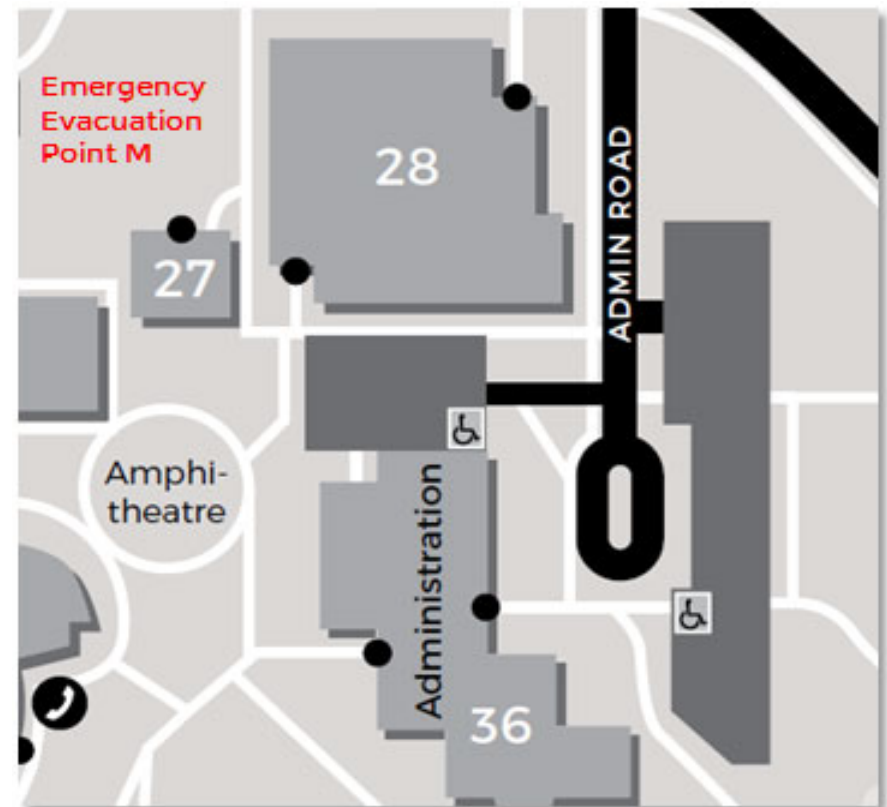 Emergency
Evacuation
Point M
28
ADMIN ROAD
27
Amphi-
theatre
Administration
36